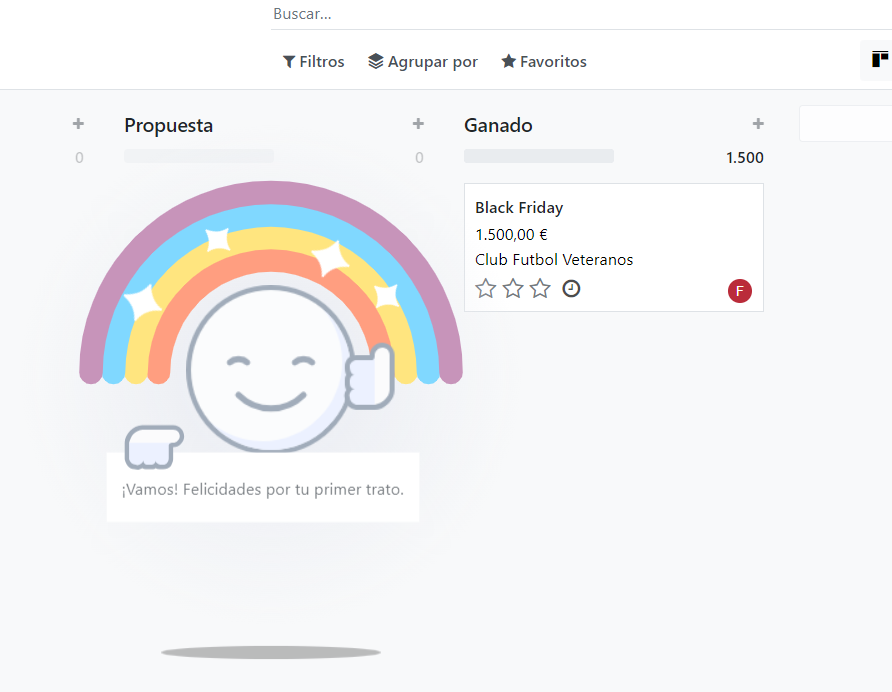 Buscar...
Filtros Agrupar por Favoritos
+ Propuesta + Ganado +
0 0 1.500
Black Friday
1.500,00 €
Club Futbol Veteranos
F
¡Vamos! Felicidades por tu primer trato.